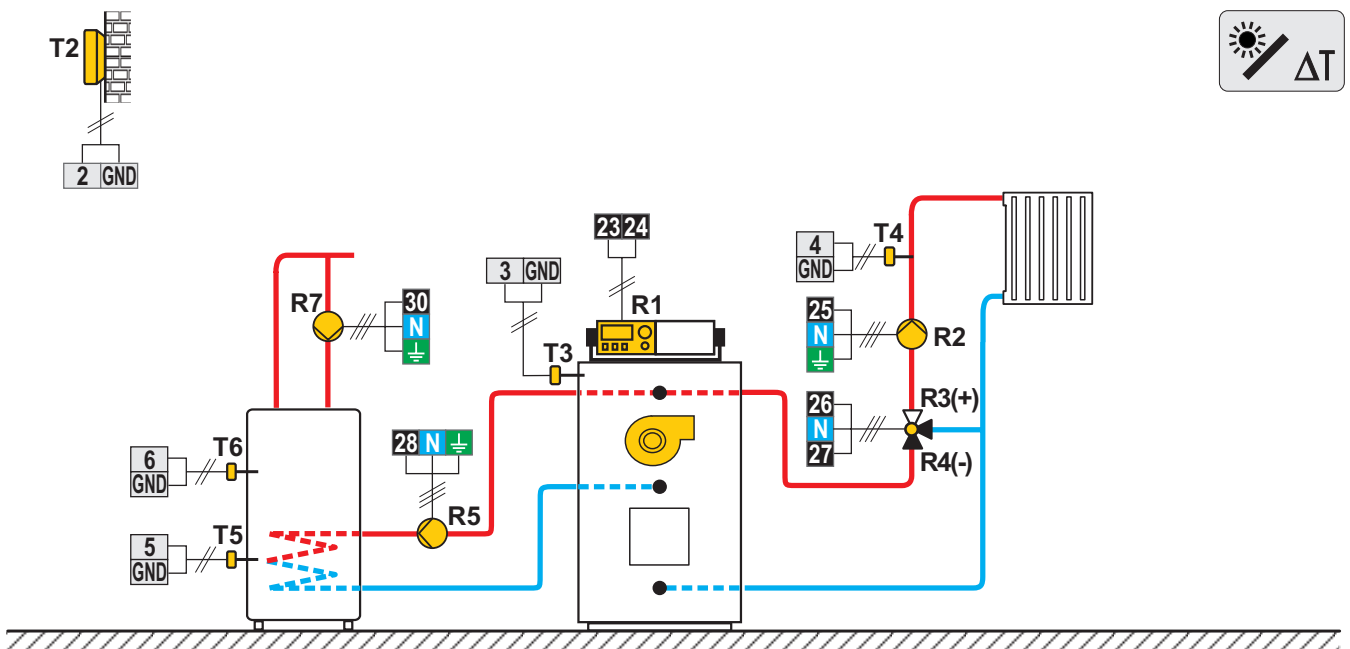 T2
2 GND
ΔT
23 24
3 GND
R1
4
GND
T4
R7
30
N
25
N
R2
T3
R3(+)
26
N
27
R4(-)
28 N
6
GND
T6
R5
5
GND
T5